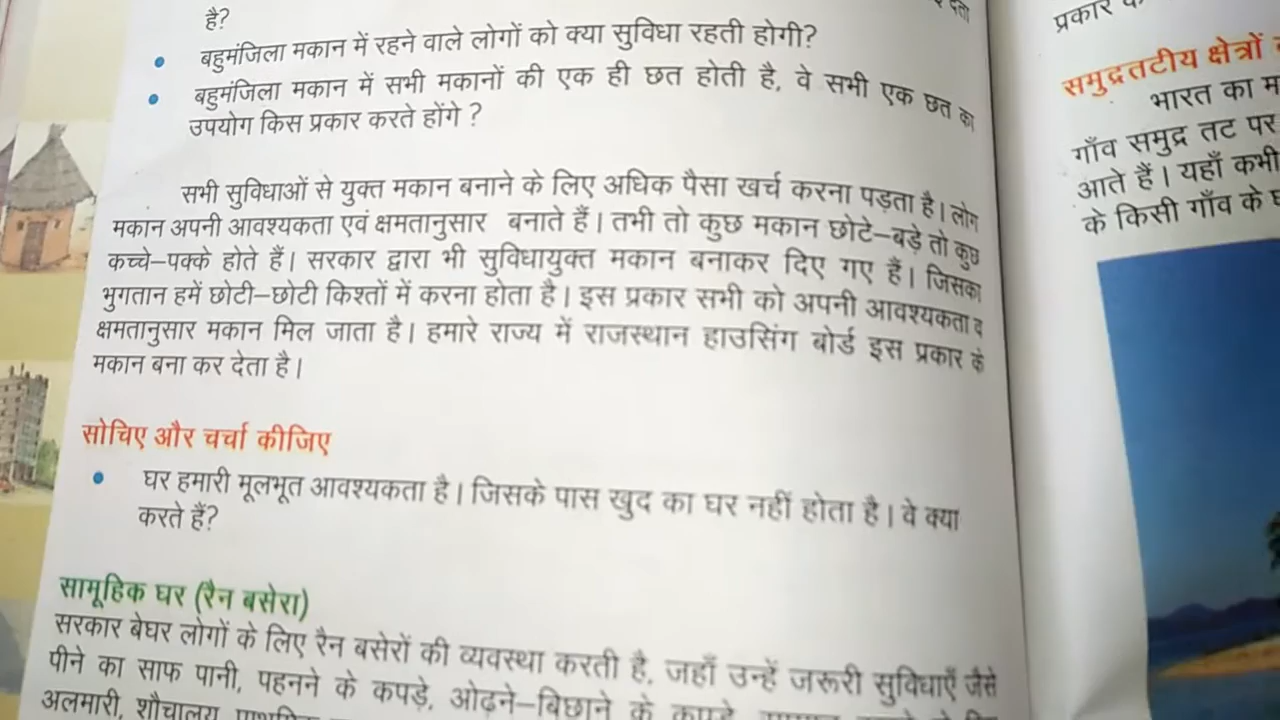 है?
बहुमंजिला मकान में रहने वाले लोगों को क्या सुविधा रहती होगी?
बहुमंजिला मकान में सभी मकानों की एक ही छत होती है, वे सभी एक छत का
उपयोग किस प्रकार करते होंगे ?
सभी सुविधाओं से युक्त मकान बनाने के लिए अधिक पैसा खर्च करना पड़ता है। लोग
मकान अपनी आवश्यकता एवं क्षमतानुसार बनाते हैं। तभी तो कुछ मकान छोटे–बड़े तो कुछ
कच्चे–पक्के होते हैं। सरकार द्वारा भी सुविधायुक्त मकान बनाकर दिए गए हैं। जिसका
भुगतान हमें छोटी–छोटी किश्तों में करना होता है। इस प्रकार सभी को अपनी आवश्यकता व
क्षमतानुसार मकान मिल जाता है। हमारे राज्य में राजस्थान हाउसिंग बोर्ड इस प्रकार के
मकान बना कर देता है।
सोचिए और चर्चा कीजिए
घर हमारी मूलभूत आवश्यकता है। जिसके पास खुद का घर नहीं होता है। वे क्या
करते हैं?
सामूहिक घर (रैन बसेरा)
सरकार बेघर लोगों के लिए रैन बसेरों की व्यवस्था करती है, जहाँ उन्हें जरूरी सुविधाएँ जैसे
पीने का साफ पानी, पहनने के कपड़े, ओढ़ने–बिछाने के कपड़े,
अलमारी, शौचालय
प्रकार
समुद्रतटीय क्षेत्रों
भारत का
गाँव समुद्र तट पर
आते हैं। यहाँ कभी
के किसी गाँव के